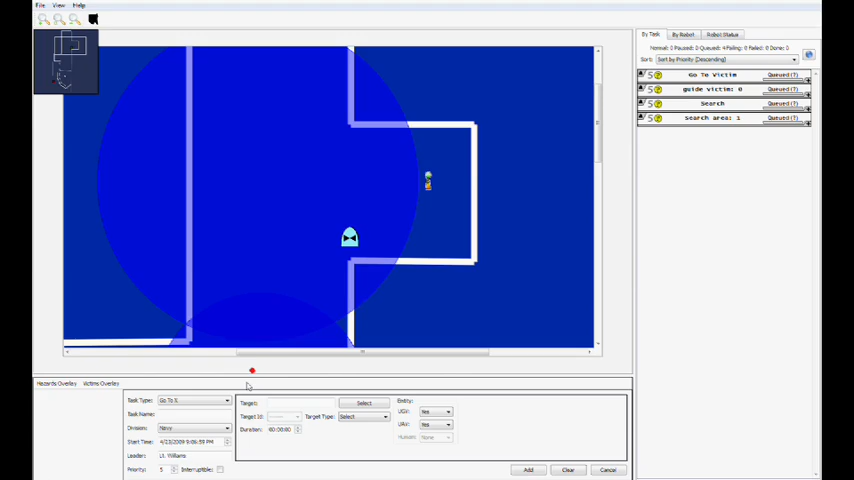 File View Help
By Task By Robot Robot Status
Normal: 0 Paused: 0 Queued: 4 Failing: 0 Failed: 0 Done: 0
Sort: Sort by Priority [Descending]
5 Go To Victim Queued(?)
5 guide victim: 0 Queued(?)
5 Search Queued(?)
5 Search area: 1 Queued(?)
Hazards Overlay Victims Overlay
Task Type: Go To X
Task Name:
Division: Navy
Start Time: 4/23/2009 9:06:59 PM
Leader: Lt. Williams
Priority: 5 Interruptible:
Target: Select
Target Id: Target Type: Select
Duration: 00:00:00
Entity:
UGV: Yes
UAV: Yes
Human: None
Add Clear Cancel